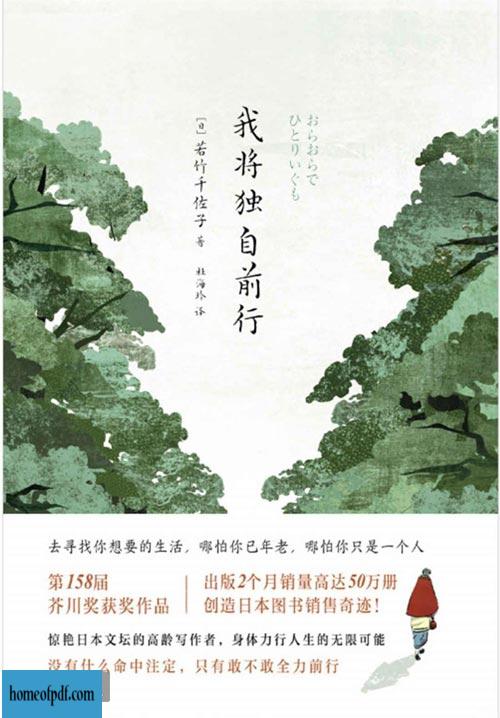 おらおらで
ひとりいぐも
我将独自前行
[日] 若竹千佐子 著
杜海玲 译
去寻找你想要的生活，哪怕你已年老，哪怕你只是一个人
第158届
芥川奖获奖作品
出版2个月销量高达50万册
创造日本图书销售奇迹！
惊艳日本文坛的高龄写作者，身体力行人生的无限可能
没有什么命中注定，只有敢不敢全力前行
homeofpdf.com